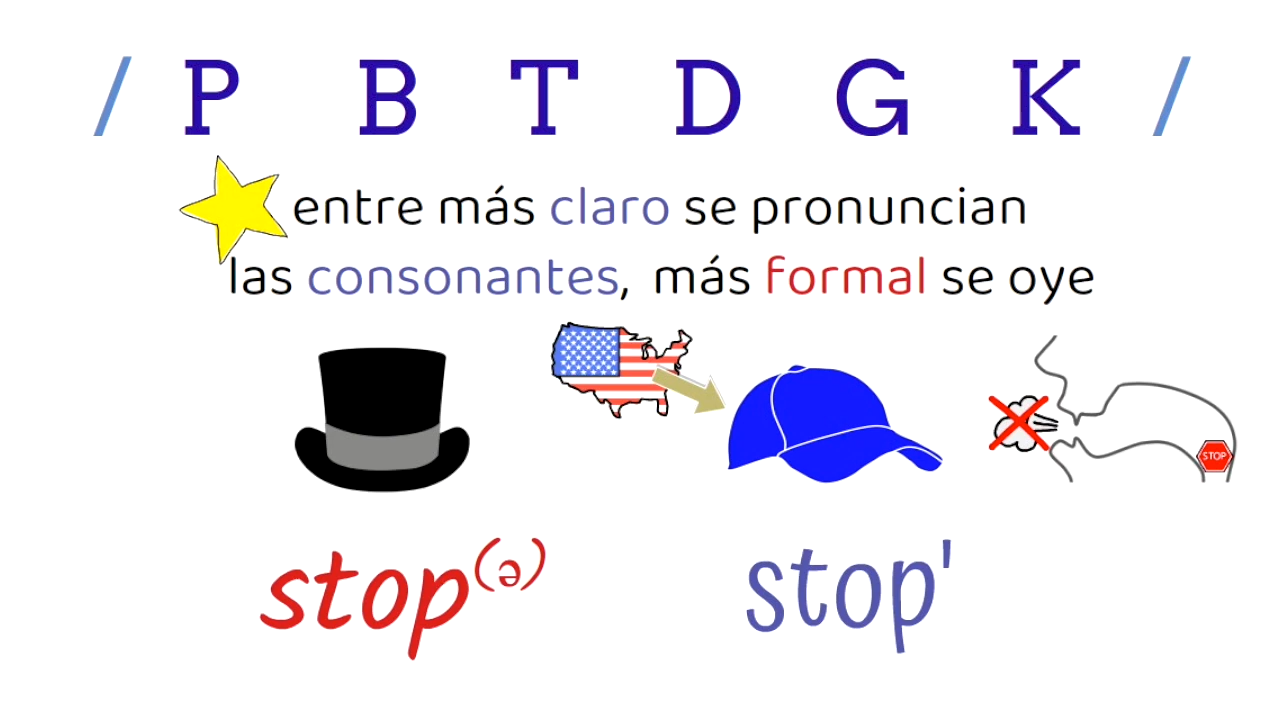 / P B T D G K /
entre más claro se pronuncian
las consonantes, más formal se oye
STOP
stop(ə)
stop'